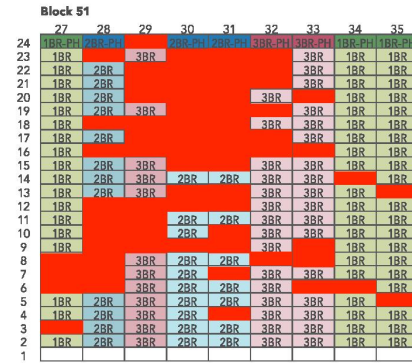 Block 51
27 28 29 30 31 32 33 34 35
24 1BR-PH 2BR-PH 2BR-PH 2BR-PH 3BR-PH 3BR-PH 1BR-PH 1BR-PH
23 1BR 3BR 3BR 1BR 1BR
22 1BR 2BR 3BR 1BR 1BR
21 1BR 2BR 3BR 1BR 1BR
20 1BR 2BR 3BR 1BR 1BR
19 1BR 2BR 3BR 3BR 1BR 1BR
18 1BR 3BR 3BR 1BR 1BR
17 1BR 2BR 3BR 1BR 1BR
16 1BR 1BR 1BR
15 1BR 2BR 3BR 3BR 3BR 1BR 1BR
14 1BR 2BR 3BR 2BR 2BR 3BR 3BR 1BR
13 1BR 2BR 3BR 3BR 3BR 1BR
12 1BR 3BR 3BR 1BR 1BR
11 1BR 2BR 2BR 3BR 3BR 1BR 1BR
10 1BR 2BR 3BR 3BR 1BR 1BR
9 1BR 3BR 1BR 1BR
8 3BR 2BR 2BR 1BR 1BR
7 3BR 2BR 3BR 3BR 1BR 1BR
6 3BR 2BR 2BR 3BR 1BR
5 1BR 2BR 3BR 2BR 2BR 3BR 3BR 1BR
4 1BR 2BR 3BR 2BR 3BR 3BR 1BR 1BR
3 2BR 3BR 2BR 2BR 3BR 3BR 1BR 1BR
2 1BR 2BR 3BR 2BR 2BR 3BR 3BR 1BR 1BR
1